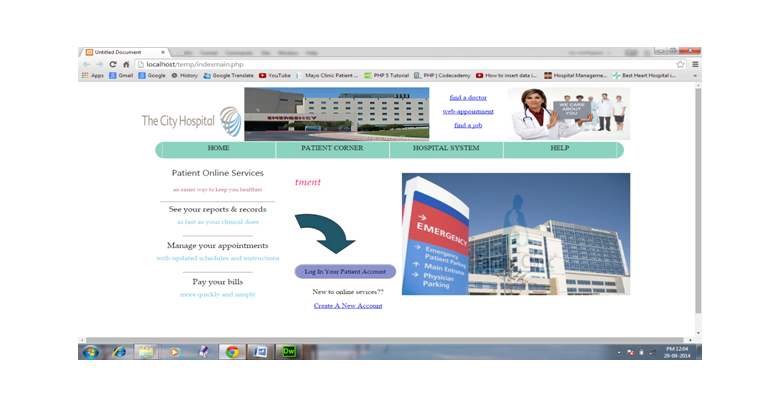 Untitled Document
localhost/temp/indexmain.php
Apps Gmail Google History Google Translate YouTube Mayo Clinic Patient ... PHP 5 Tutorial PHP | Codecademy How to insert data i... Hospital Manageme... Best Heart Hospital i...
The City Hospital
EMERGENCY
find a doctor
web-appointment
find a job
WE CARE
ABOUT
YOU
HOME PATIENT CORNER HOSPITAL SYSTEM HELP
Patient Online Services
an easier way to keep you healthier
See your reports & records
as fast as your clinical does
Manage your appointments
with updated schedules and instructions
Pay your bills
more quickly and simply
tment
Log In Your Patient Account
New to online sevices??
Create A New Account
EMERGENCY
Emergency
Patient Parking
Main Entrance
Physician
Parking
Dw
PM 12:04
29-09-2014